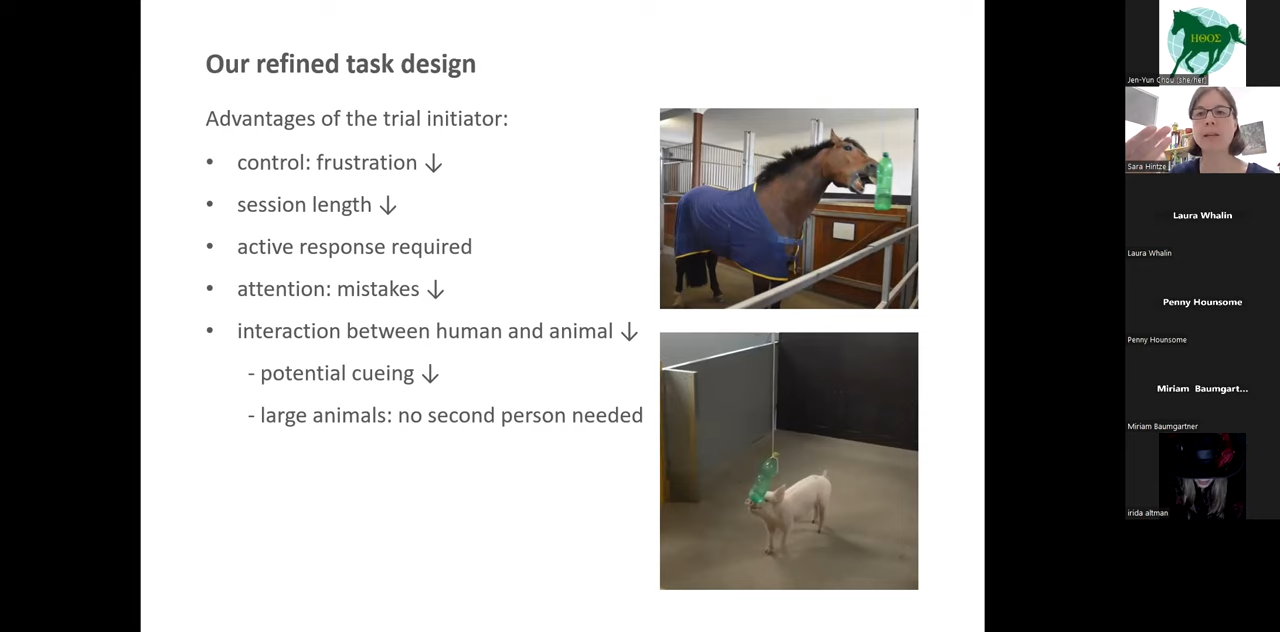 Our refined task design
Advantages of the trial initiator:
• control: frustration ↓
• session length ↓
• active response required
• attention: mistakes ↓
• interaction between human and animal ↓
- potential cueing ↓
- large animals: no second person needed
ΗΘΟΣ
Jen-Yun Chou (she/her)
Sara Hintze
Laura Whalin
Laura Whalin
Penny Hounsome
Penny Hounsome
Miriam Baumgart...
Miriam Baumgartner
irida altman